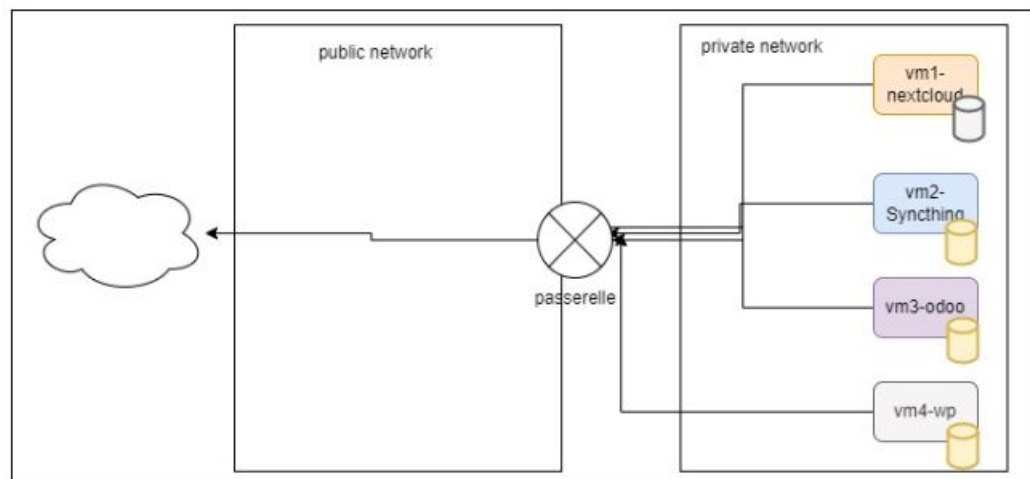 public network
private network
vm1-
nextcloud
vm2-
Syncthing
passerelle
vm3-odoo
vm4-wp